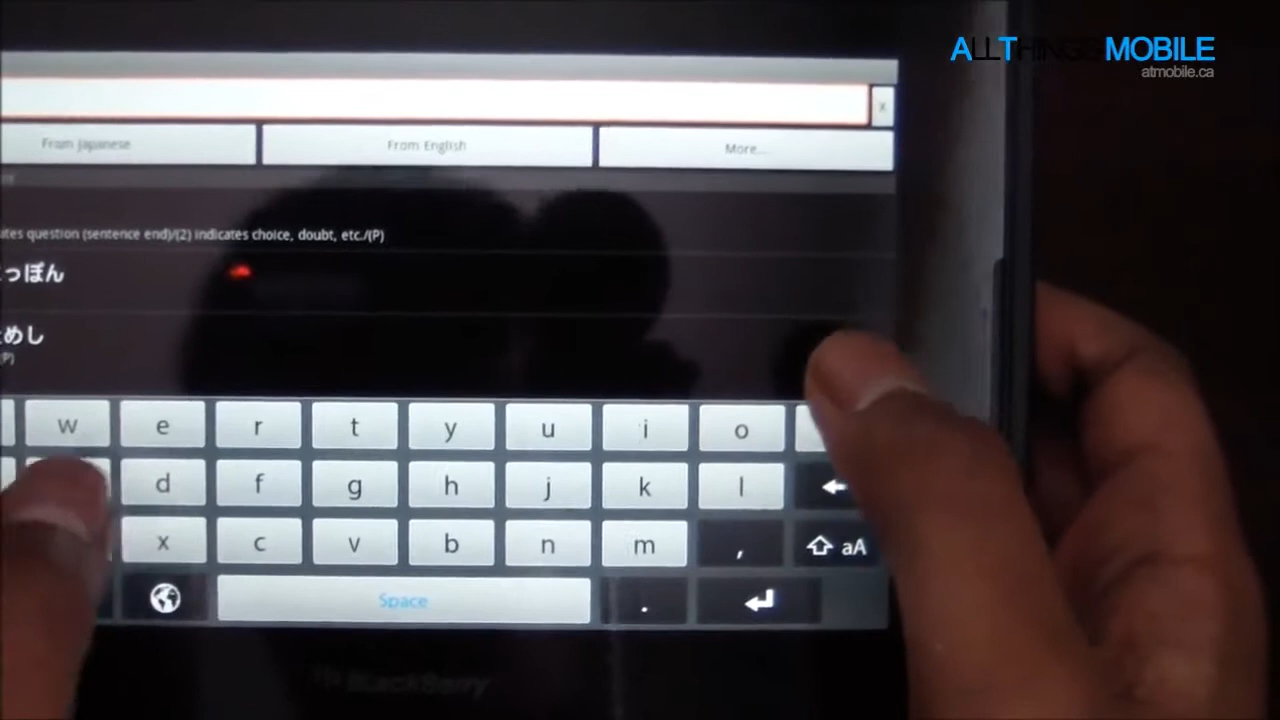 ALLTHINGSMOBILE
atmobile.ca
x
From Japanese
From English
More...
ates question (sentence end)/(2) indicates choice, doubt, etc./(P)
っぽん
めし
(P)
w e r t y u i o
d f g h j k l
x c v b n m , aA
Space .
BlackBerry